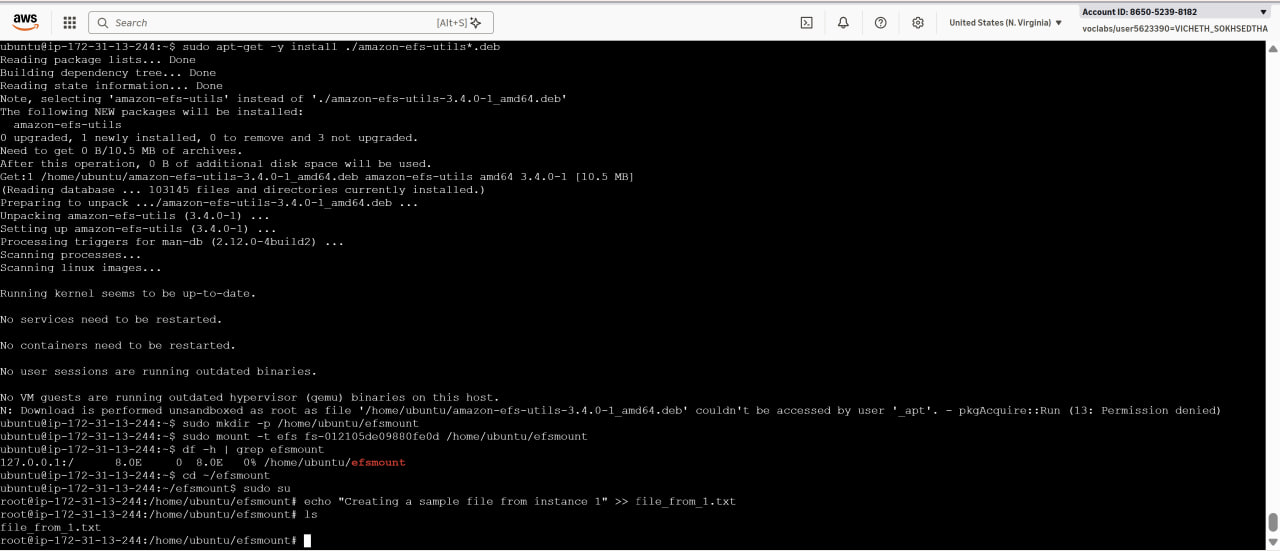 aws
Search
[Alt+S]
United States (N. Virginia) ▼
Account ID: 8650-5239-8182
voclabs/user5623390=VICHETH_SOKHSEDTHA
ubuntu@ip-172-31-13-244:~$ sudo apt-get -y install ./amazon-efs-utils*.deb
Reading package lists... Done
Building dependency tree... Done
Reading state information... Done
Note, selecting 'amazon-efs-utils' instead of './amazon-efs-utils-3.4.0-1_amd64.deb'
The following NEW packages will be installed:
  amazon-efs-utils
0 upgraded, 1 newly installed, 0 to remove and 3 not upgraded.
Need to get 0 B/10.5 MB of archives.
After this operation, 0 B of additional disk space will be used.
Get:1 /home/ubuntu/amazon-efs-utils-3.4.0-1_amd64.deb amazon-efs-utils amd64 3.4.0-1 [10.5 MB]
(Reading database ... 103145 files and directories currently installed.)
Preparing to unpack .../amazon-efs-utils-3.4.0-1_amd64.deb ...
Unpacking amazon-efs-utils (3.4.0-1) ...
Setting up amazon-efs-utils (3.4.0-1) ...
Processing triggers for man-db (2.12.0-4build2) ...
Scanning processes...
Scanning linux images...
Running kernel seems to be up-to-date.
No services need to be restarted.
No containers need to be restarted.
No user sessions are running outdated binaries.
No VM guests are running outdated hypervisor (qemu) binaries on this host.
N: Download is performed unsandboxed as root as file '/home/ubuntu/amazon-efs-utils-3.4.0-1_amd64.deb' couldn't be accessed by user '_apt'. - pkgAcquire::Run (13: Permission denied)
ubuntu@ip-172-31-13-244:~$ sudo mkdir -p /home/ubuntu/efsmount
ubuntu@ip-172-31-13-244:~$ sudo mount -t efs fs-012105de09880fe0d /home/ubuntu/efsmount
ubuntu@ip-172-31-13-244:~$ df -h | grep efsmount
127.0.0.1:/      8.0E     0  8.0E   0% /home/ubuntu/efsmount
ubuntu@ip-172-31-13-244:~$ cd ~/efsmount
ubuntu@ip-172-31-13-244:~/efsmount$ sudo su
root@ip-172-31-13-244:/home/ubuntu/efsmount# echo "Creating a sample file from instance 1" >> file_from_1.txt
root@ip-172-31-13-244:/home/ubuntu/efsmount# ls
file_from_1.txt
root@ip-172-31-13-244:/home/ubuntu/efsmount#